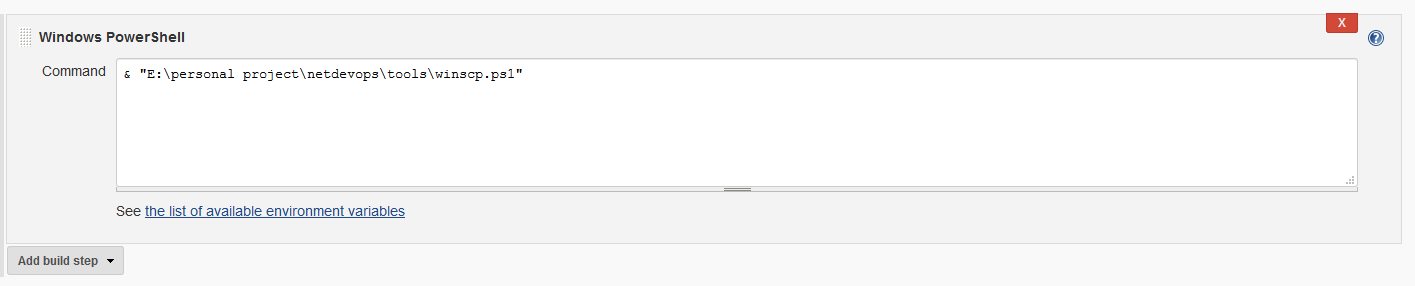 X
Windows PowerShell
?
Command
& "E:\personal project\netdevops\tools\winscp.ps1"
See the list of available environment variables
Add build step